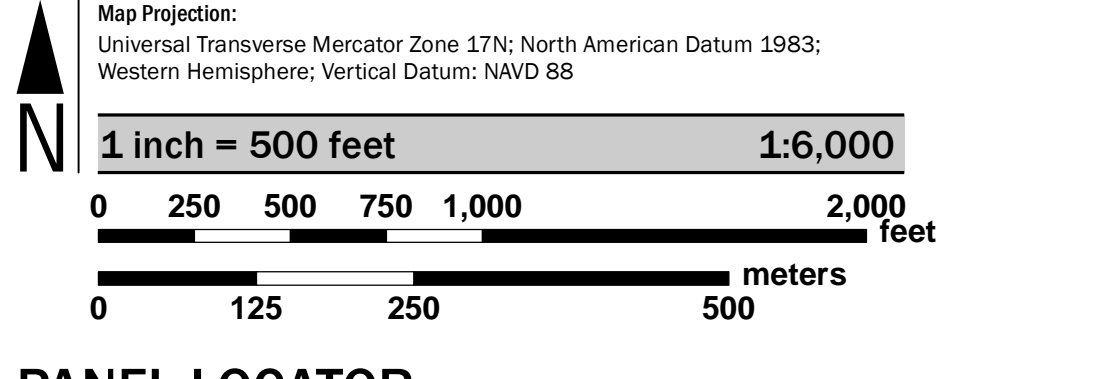 Map Projection:
Universal Transverse Mercator Zone 17N; North American Datum 1983;
Western Hemisphere; Vertical Datum: NAVD 88
N
1 inch = 500 feet 1:6,000
0 250 500 750 1,000 2,000
feet
meters
0 125 250 500
PANEL LOCATOR